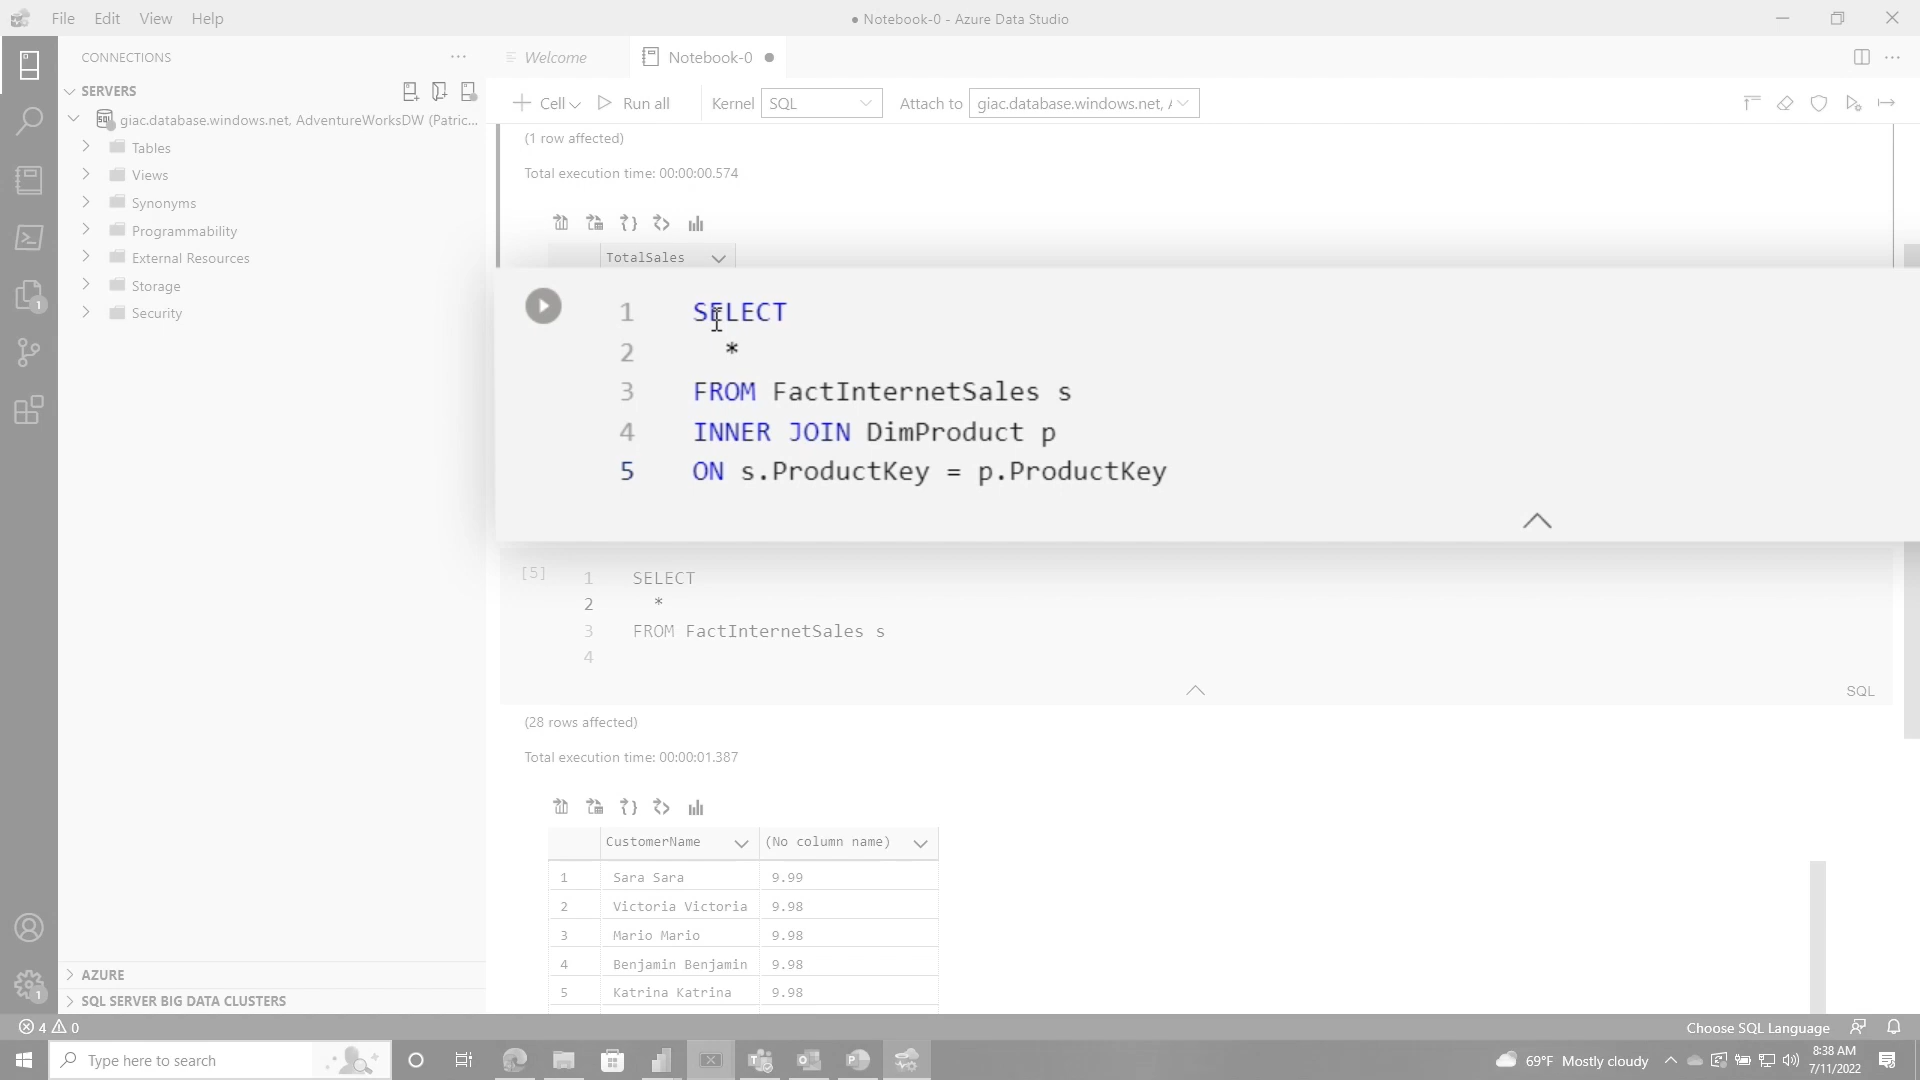 File Edit View Help
● Notebook-0 - Azure Data Studio
CONNECTIONS
SERVERS
giac.database.windows.net, AdventureWorksDW (Patric...
Tables
Views
Synonyms
Programmability
External Resources
Storage
Security
AZURE
SQL SERVER BIG DATA CLUSTERS
Welcome
Notebook-0
Cell Run all Kernel SQL Attach to giac.database.windows.net, A
(1 row affected)
Total execution time: 00:00:00.574
TotalSales
1 SELECT
2 *
3 FROM FactInternetSales s
4 INNER JOIN DimProduct p
5 ON s.ProductKey = p.ProductKey
[5] 1 SELECT
2 *
3 FROM FactInternetSales s
4
SQL
(28 rows affected)
Total execution time: 00:00:01.387
CustomerName (No column name)
1 Sara Sara 9.99
2 Victoria Victoria 9.98
3 Mario Mario 9.98
4 Benjamin Benjamin 9.98
5 Katrina Katrina 9.98
1
1
4 0
Choose SQL Language
Type here to search
69°F Mostly cloudy
8:38 AM
7/11/2022